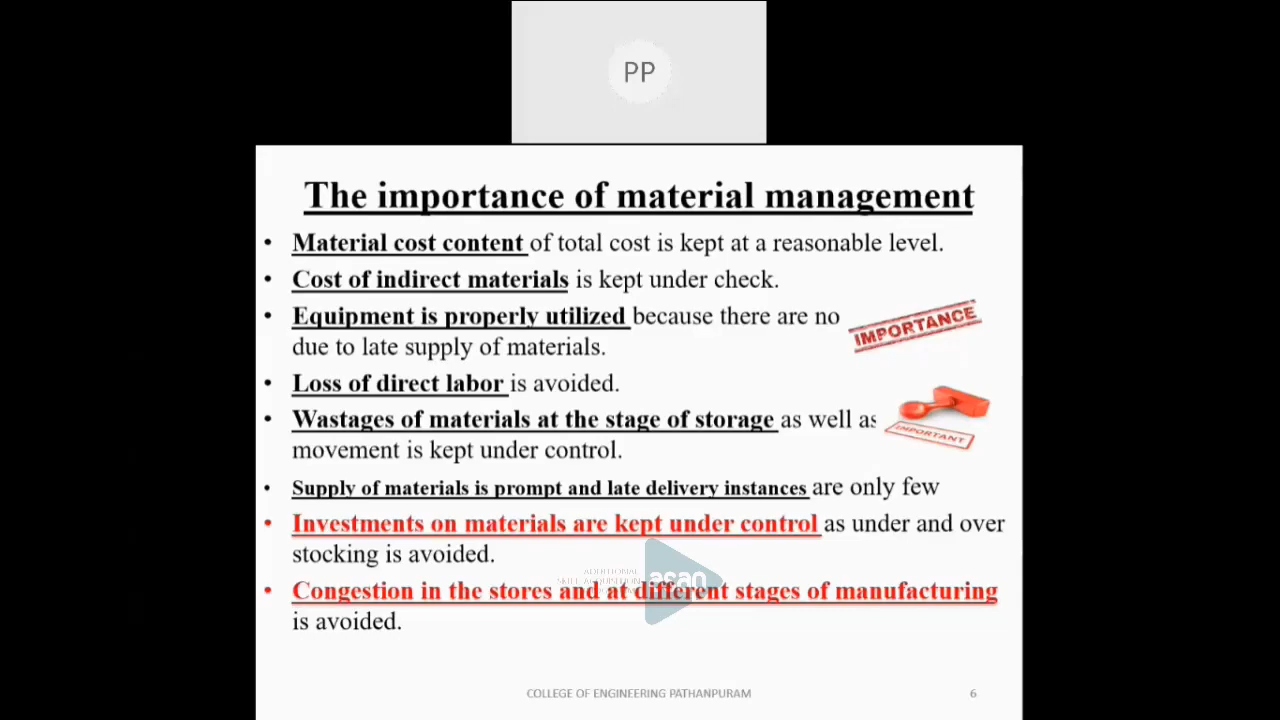 PP
The importance of material management
• Material cost content of total cost is kept at a reasonable level.
• Cost of indirect materials is kept under check.
• Equipment is properly utilized because there are no
due to late supply of materials.
IMPORTANCE
• Loss of direct labor is avoided.
• Wastages of materials at the stage of storage as well as
movement is kept under control.
IMPORTANT
• Supply of materials is prompt and late delivery instances are only few
• Investments on materials are kept under control as under and over
stocking is avoided.
ADDITIONAL
SKILL ACQUISITION
asap
• Congestion in the stores and at different stages of manufacturing
is avoided.
COLLEGE OF ENGINEERING PATHANPURAM 6